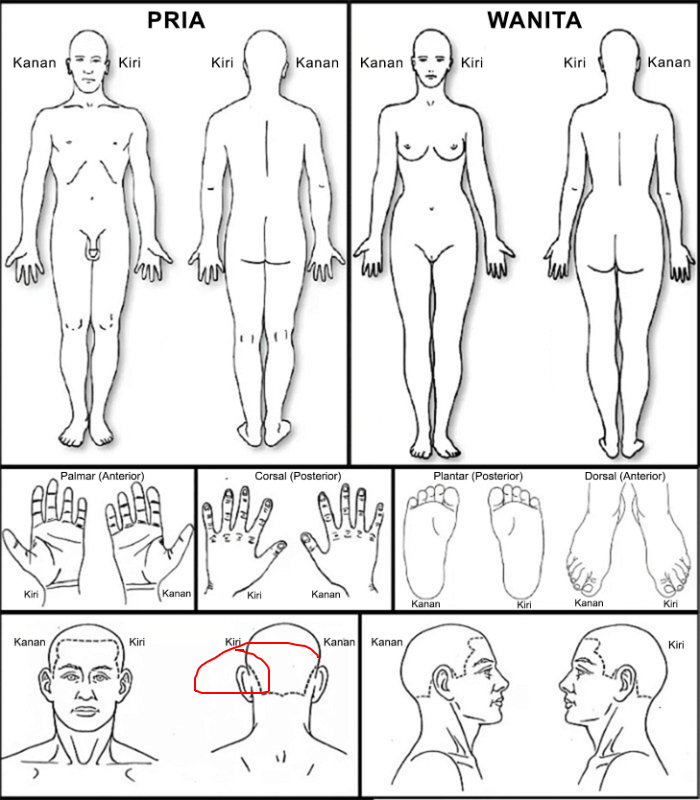 PRIA
WANITA
Kanan
Kiri
Kiri
Kanan
Kanan
Kiri
Kiri
Kanan
Palmar (Anterior)
Corsal (Posterior)
Plantar (Posterior)
Dorsal (Anterior)
Kiri
Kanan
Kiri
Kanan
Kanan
Kiri
Kanan
Kiri
Kanan
Kiri
Kiri
Kanan
Kanan
Kiri